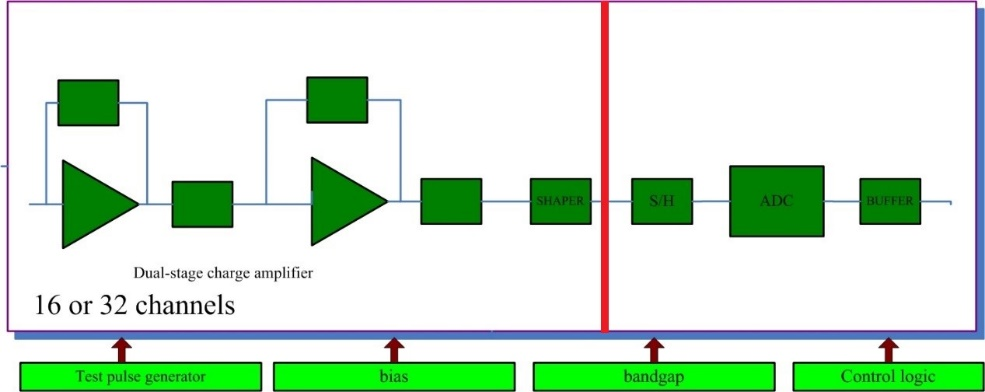 SHAPER
S/H
ADC
BUFFER
Dual-stage charge amplifier
16 or 32 channels
Test pulse generator
bias
bandgap
Control logic